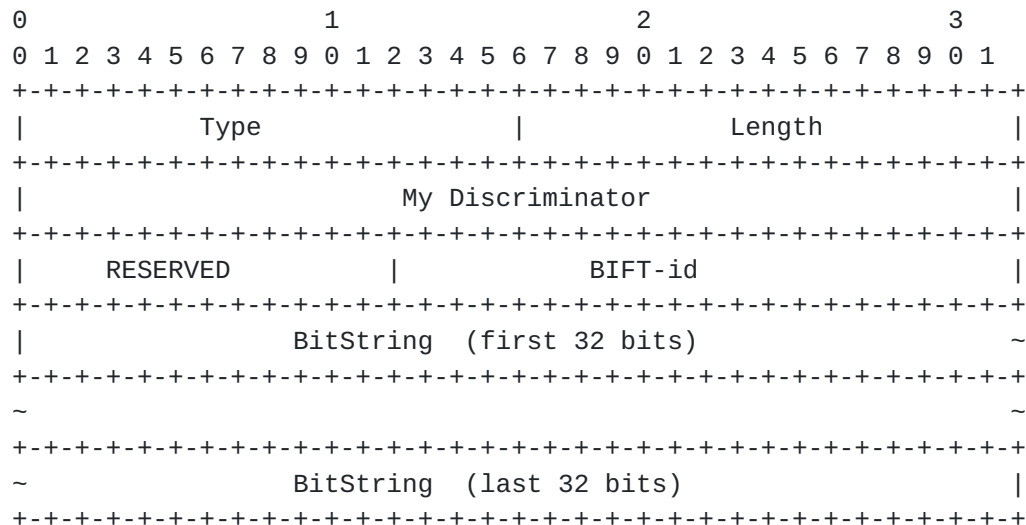 0                   1                   2                   3
0 1 2 3 4 5 6 7 8 9 0 1 2 3 4 5 6 7 8 9 0 1 2 3 4 5 6 7 8 9 0 1
+-+-+-+-+-+-+-+-+-+-+-+-+-+-+-+-+-+-+-+-+-+-+-+-+-+-+-+-+-+-+-+-+
|           Type                |             Length            |
+-+-+-+-+-+-+-+-+-+-+-+-+-+-+-+-+-+-+-+-+-+-+-+-+-+-+-+-+-+-+-+-+
|                        My Discriminator                       |
+-+-+-+-+-+-+-+-+-+-+-+-+-+-+-+-+-+-+-+-+-+-+-+-+-+-+-+-+-+-+-+-+
|     RESERVED          |            BIFT-id                    |
+-+-+-+-+-+-+-+-+-+-+-+-+-+-+-+-+-+-+-+-+-+-+-+-+-+-+-+-+-+-+-+-+
|                 BitString  (first 32 bits)                    ~
+-+-+-+-+-+-+-+-+-+-+-+-+-+-+-+-+-+-+-+-+-+-+-+-+-+-+-+-+-+-+-+-+
~                                                               ~
+-+-+-+-+-+-+-+-+-+-+-+-+-+-+-+-+-+-+-+-+-+-+-+-+-+-+-+-+-+-+-+-+
~                 BitString  (last 32 bits)                     |
+-+-+-+-+-+-+-+-+-+-+-+-+-+-+-+-+-+-+-+-+-+-+-+-+-+-+-+-+-+-+-+-+